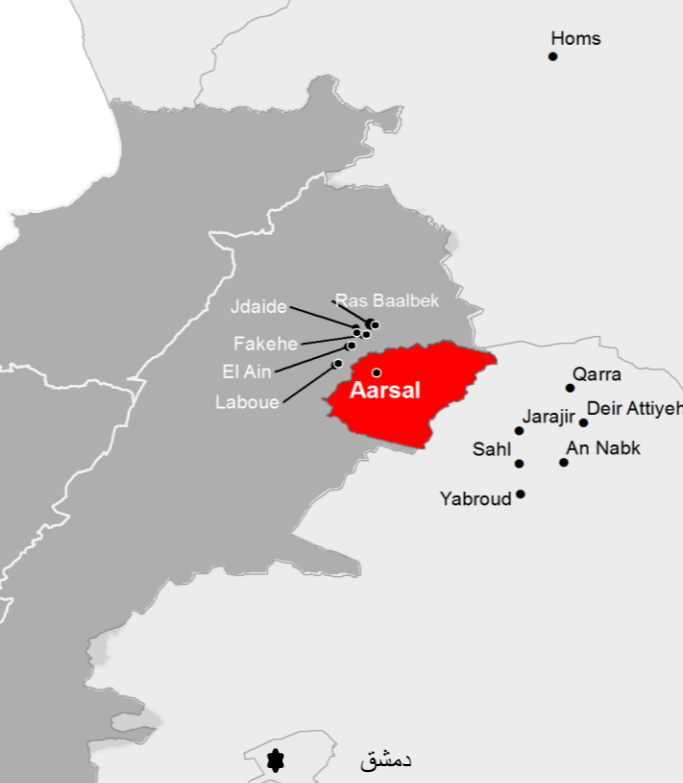 Homs
Ras Baalbek
Jdaide
Fakehe
El Ain
Laboue
Aarsal
Qarra
Jarajir
Deir Attiyeh
Sahl
An Nabk
Yabroud
دمشق